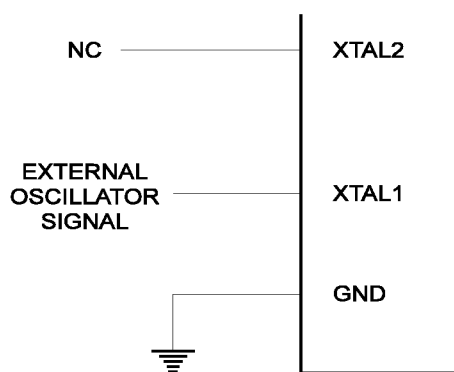 NC
XTAL2
EXTERNAL
OSCILLATOR
SIGNAL
XTAL1
GND